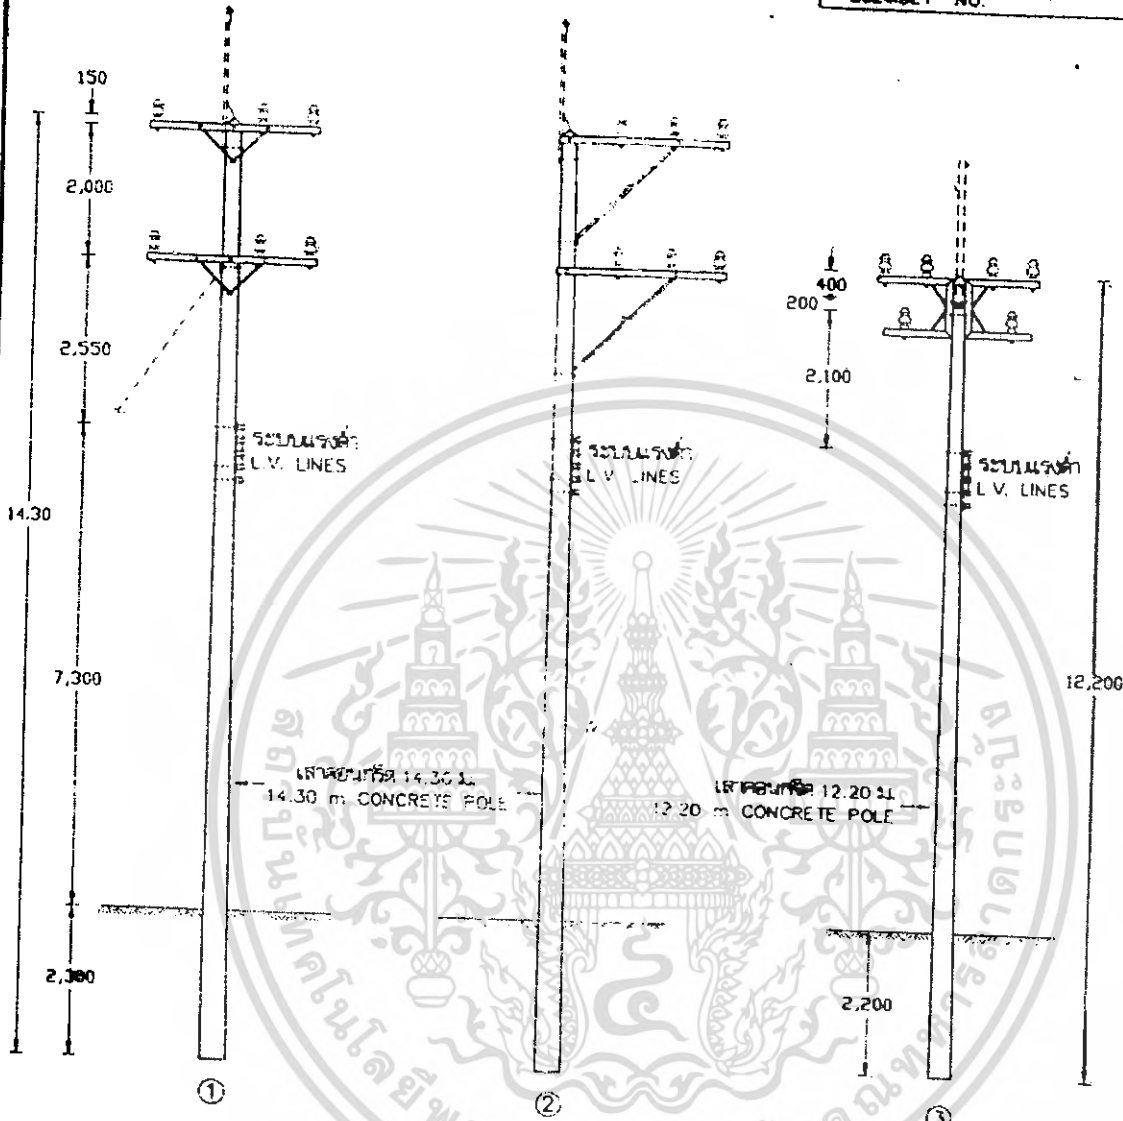 150
2,000
2,550
14.30
7,300
2,300
ระบบแรงต่ำ
L.V. LINES
ระบบแรงต่ำ
L.V. LINES
400
200
2,100
ระบบแรงต่ำ
L.V. LINES
12,200
เสาคอนกรีต 14.30 ม.
14.30 m CONCRETE POLE
เสาคอนกรีต 12.20 ม.
12.20 m CONCRETE POLE
2,200
①
②
③